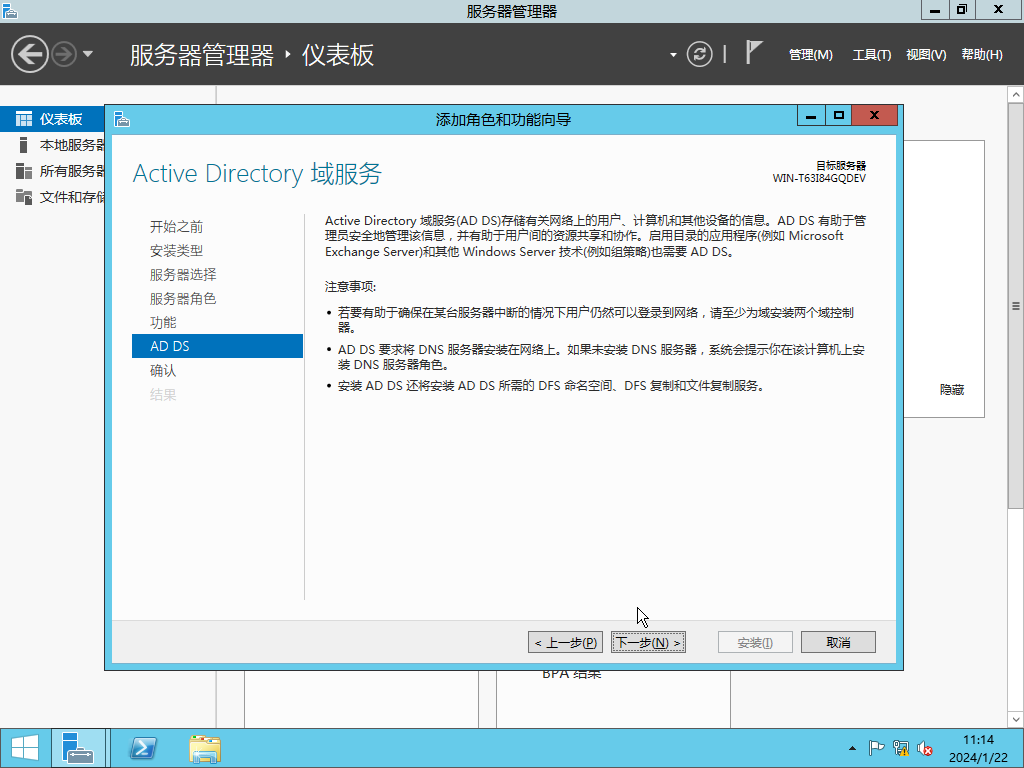 服务器管理器
服务器管理器 ‣ 仪表板
管理(M) 工具(T) 视图(V) 帮助(H)
仪表板
本地服务器
所有服务器
文件和存储
添加角色和功能向导
Active Directory 域服务
目标服务器
WIN-T63I84GQDEV
开始之前
安装类型
服务器选择
服务器角色
功能
AD DS
确认
结果
Active Directory 域服务(AD DS)存储有关网络上的用户、计算机和其他设备的信息。AD DS 有助于管
理员安全地管理该信息，并有助于用户间的资源共享和协作。启用目录的应用程序(例如 Microsoft
Exchange Server)和其他 Windows Server 技术(例如组策略)也需要 AD DS。
注意事项:
• 若要有助于确保在某台服务器中断的情况下用户仍然可以登录到网络，请至少为域安装两个域控制
器。
• AD DS 要求将 DNS 服务器安装在网络上。如果未安装 DNS 服务器，系统会提示你在该计算机上安
装 DNS 服务器角色。
• 安装 AD DS 还将安装 AD DS 所需的 DFS 命名空间、DFS 复制和文件复制服务。
隐藏
< 上一步(P) 下一步(N) > 安装(I) 取消
BPA 结果
11:14
2024/1/22